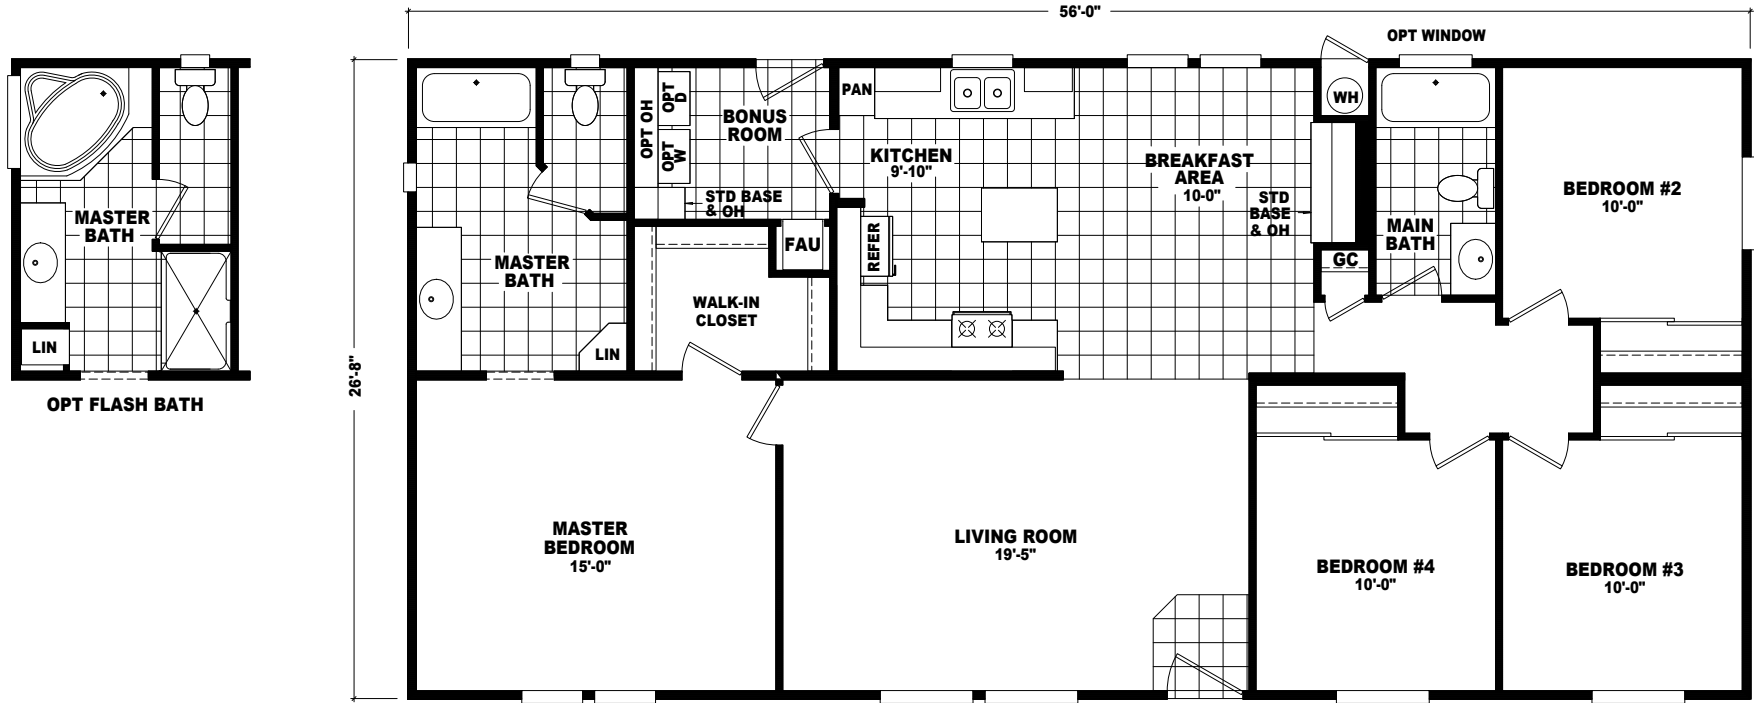 56'-0"
OPT WINDOW
MASTER
BATH
LIN
OPT FLASH BATH
26'-8"
MASTER
BATH
LIN
OPT OH
OPT
D
OPT
W
BONUS
ROOM
STD BASE
& OH
FAU
WALK-IN
CLOSET
PAN
KITCHEN
9'-10"
REFER
BREAKFAST
AREA
10-0"
STD
BASE
& OH
WH
GC
MAIN
BATH
BEDROOM #2
10'-0"
MASTER
BEDROOM
15'-0"
LIVING ROOM
19'-5"
BEDROOM #4
10'-0"
BEDROOM #3
10'-0"